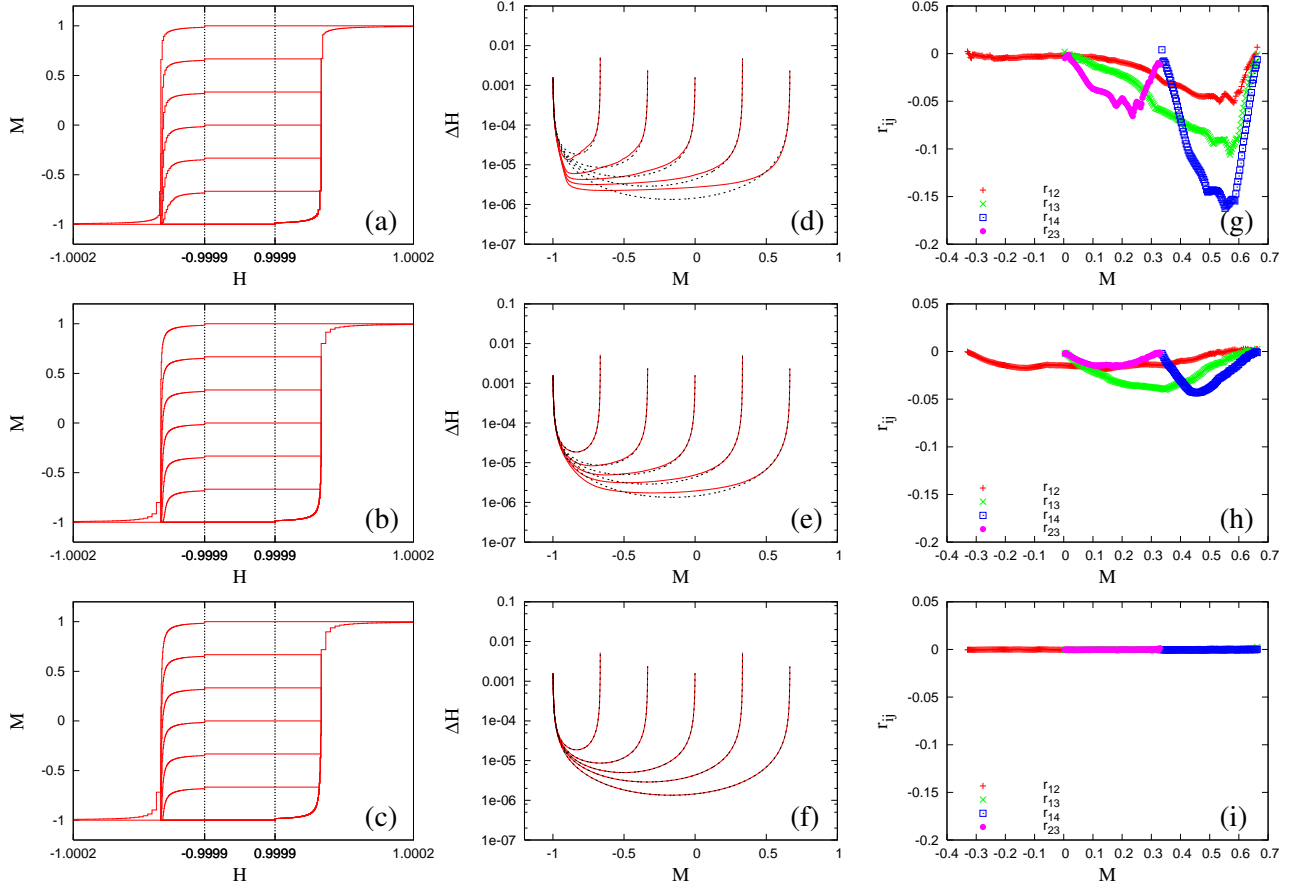 1
0.5
0
-0.5
-1
M
-1.0002
-0.9999
0.9999
1.0002
H
(a)
0.1
0.01
0.001
1e-04
1e-05
1e-06
1e-07
ΔH
-1
-0.5
0
0.5
1
M
(d)
0.05
0
-0.05
-0.1
-0.15
-0.2
r_ij
r_12
r_13
r_14
r_23
-0.4 -0.3 -0.2 -0.1 0 0.1 0.2 0.3 0.4 0.5 0.6 0.7
M
(g)
1
0.5
0
-0.5
-1
M
-1.0002
-0.9999
0.9999
1.0002
H
(b)
0.1
0.01
0.001
1e-04
1e-05
1e-06
1e-07
ΔH
-1
-0.5
0
0.5
1
M
(e)
0.05
0
-0.05
-0.1
-0.15
-0.2
r_ij
r_12
r_13
r_14
r_23
-0.4 -0.3 -0.2 -0.1 0 0.1 0.2 0.3 0.4 0.5 0.6 0.7
M
(h)
1
0.5
0
-0.5
-1
M
-1.0002
-0.9999
0.9999
1.0002
H
(c)
0.1
0.01
0.001
1e-04
1e-05
1e-06
1e-07
ΔH
-1
-0.5
0
0.5
1
M
(f)
0.05
0
-0.05
-0.1
-0.15
-0.2
r_ij
r_12
r_13
r_14
r_23
-0.4 -0.3 -0.2 -0.1 0 0.1 0.2 0.3 0.4 0.5 0.6 0.7
M
(i)